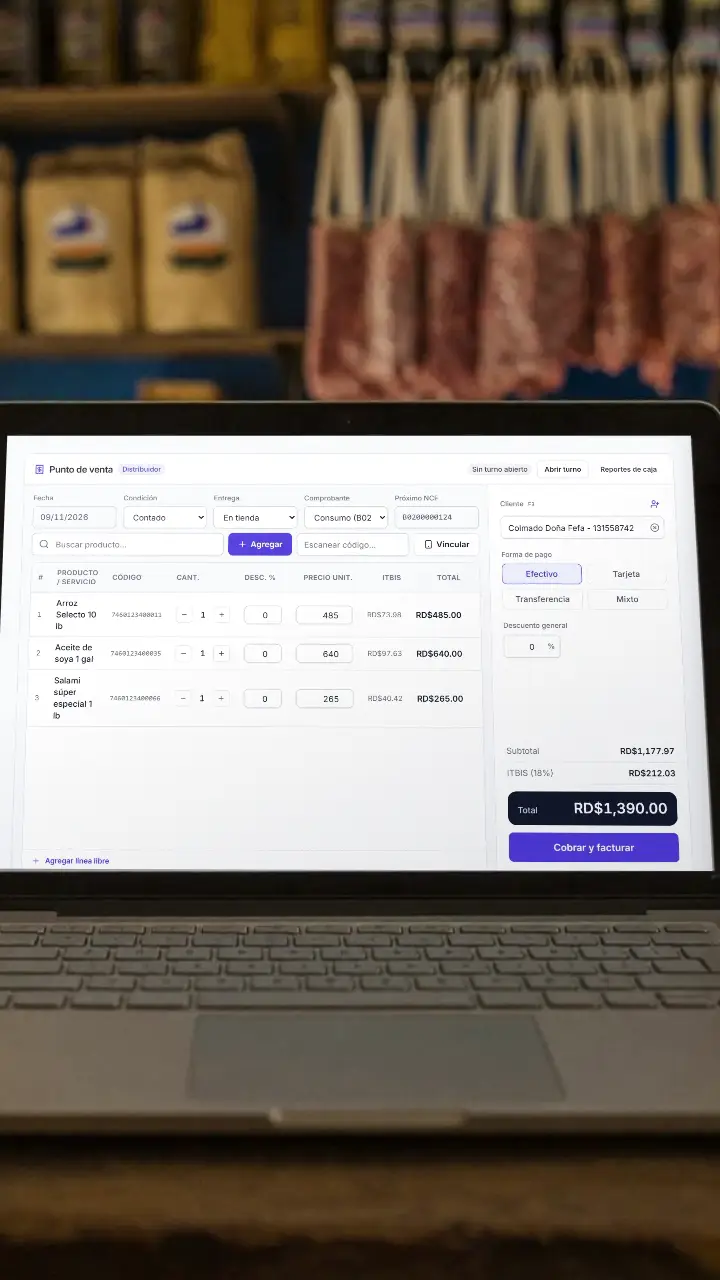 Punto de venta Distribuidor Sin turno abierto Abrir turno Reportes de caja
Fecha Condición Entrega Comprobante Próximo NCF
09/11/2026 Contado En tienda Consumo (B02 B0200000124
Buscar producto... + Agregar Escanear código... Vincular
# PRODUCTO / SERVICIO CÓDIGO CANT. DESC. % PRECIO UNIT. ITBIS TOTAL
1 Arroz Selecto 10 lb 7460123400011 − 1 + 0 485 RD$73.98 RD$485.00
2 Aceite de soya 1 gal 7460123400035 − 1 + 0 640 RD$97.63 RD$640.00
3 Salami súper especial 1 lb 7460123400066 − 1 + 0 265 RD$40.42 RD$265.00
+ Agregar línea libre
Cliente F3
Colmado Doña Fefa - 131558742
Forma de pago
Efectivo Tarjeta
Transferencia Mixto
Descuento general
0 %
Subtotal RD$1,177.97
ITBIS (18%) RD$212.03
Total RD$1,390.00
Cobrar y facturar